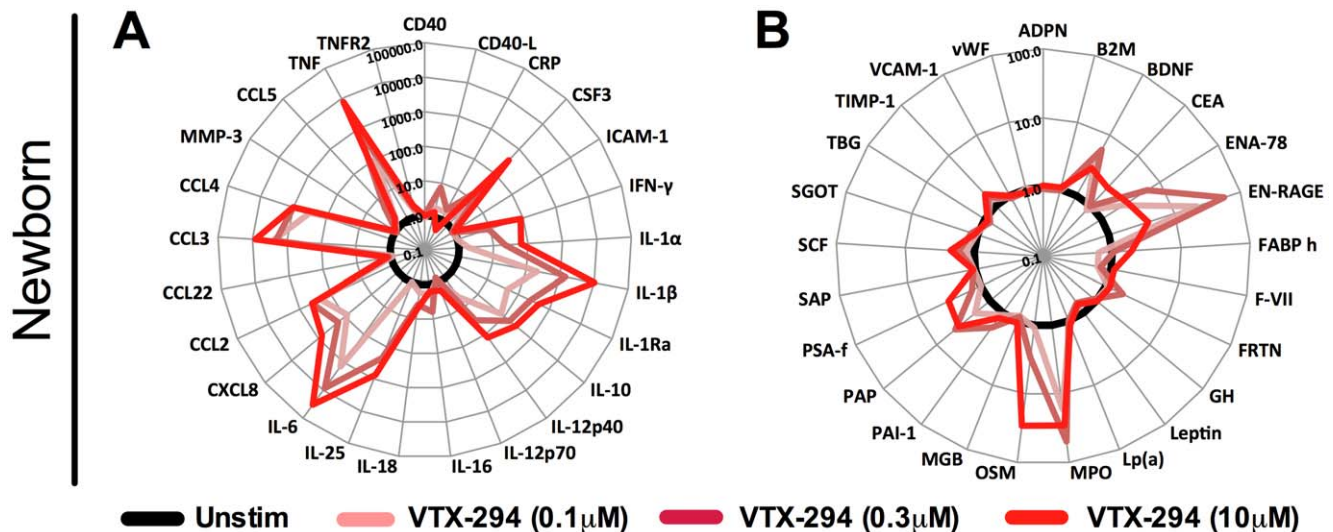 Newborn
A
CD40
CD40-L
CRP
CSF3
ICAM-1
IFN-γ
IL-1α
IL-1β
IL-1Ra
IL-10
IL-12p40
IL-12p70
IL-16
IL-18
IL-25
IL-6
CXCL8
CCL2
CCL22
CCL3
CCL4
MMP-3
CCL5
TNF
TNFR2
100000.0
10000.0
1000.0
100.0
10.0
1.0
0.1
B
ADPN
B2M
BDNF
CEA
ENA-78
EN-RAGE
FABP h
F-VII
FRTN
GH
Leptin
Lp(a)
MPO
OSM
MGB
PAI-1
PAP
PSA-f
SAP
SCF
SGOT
TBG
TIMP-1
VCAM-1
vWF
100.0
10.0
1.0
0.1
Unstim
VTX-294 (0.1μM)
VTX-294 (0.3μM)
VTX-294 (10μM)